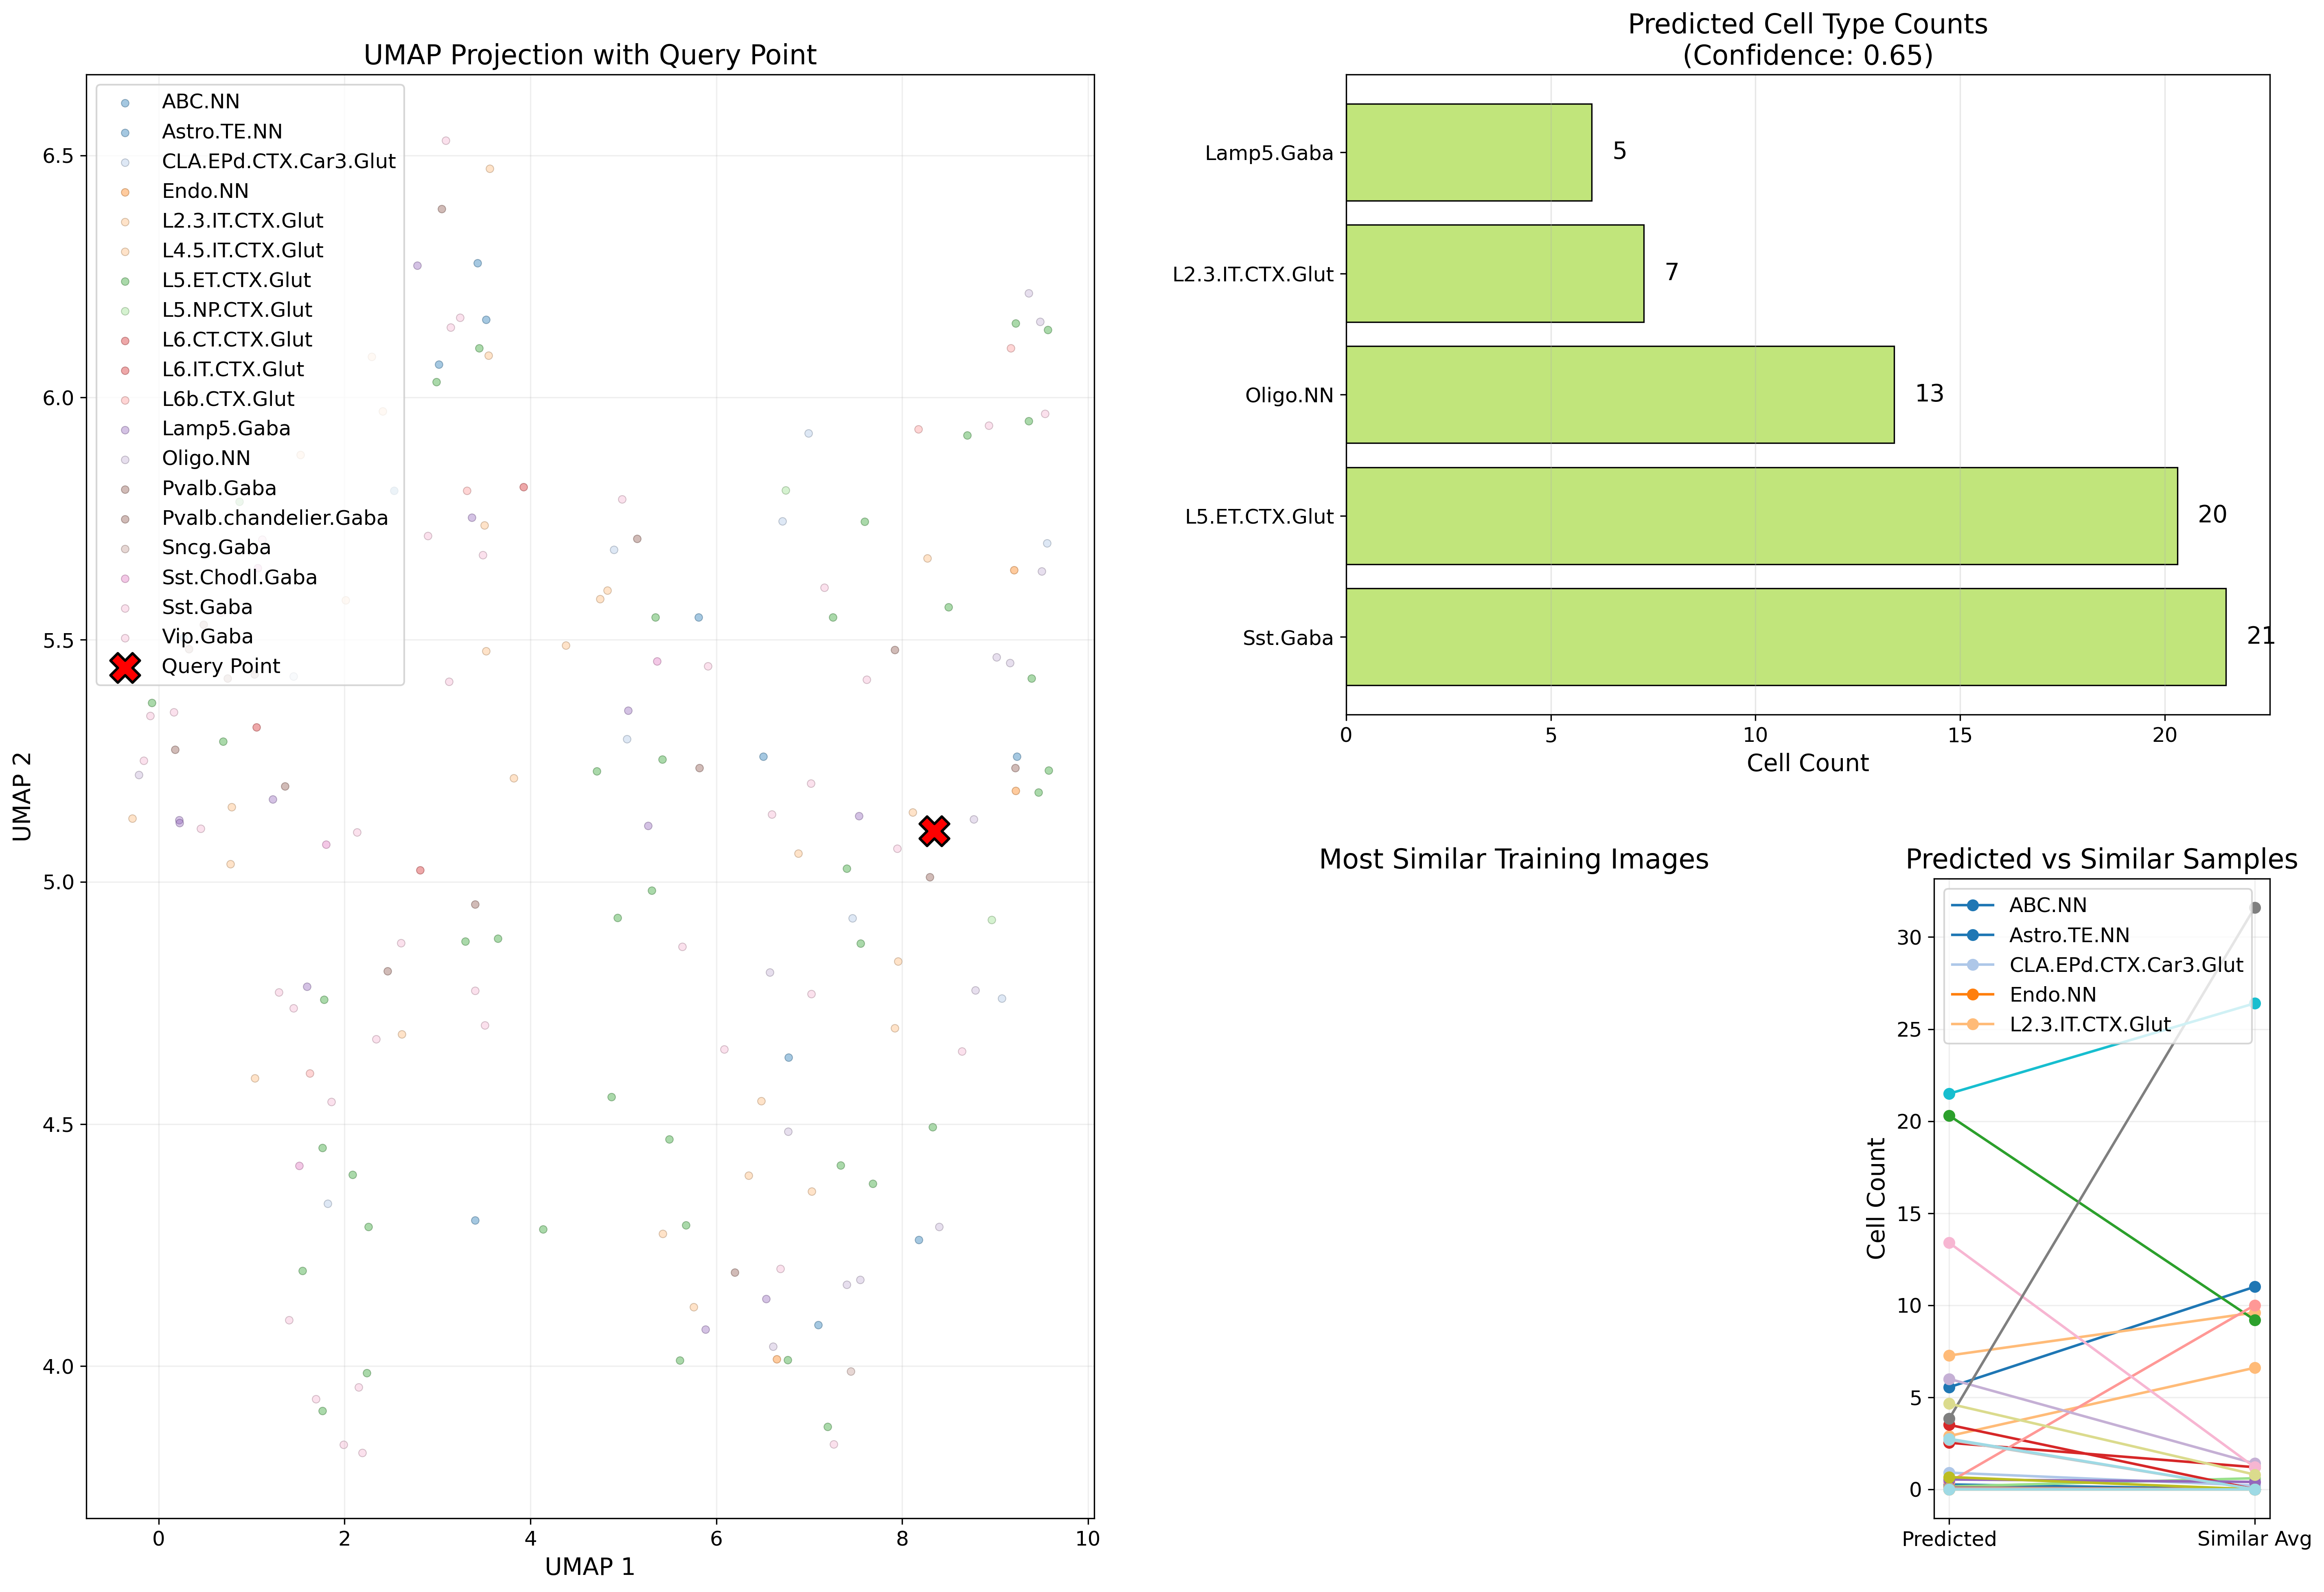 UMAP Projection with Query Point
ABC.NN
Astro.TE.NN
CLA.EPd.CTX.Car3.Glut
Endo.NN
L2.3.IT.CTX.Glut
L4.5.IT.CTX.Glut
L5.ET.CTX.Glut
L5.NP.CTX.Glut
L6.CT.CTX.Glut
L6.IT.CTX.Glut
L6b.CTX.Glut
Lamp5.Gaba
Oligo.NN
Pvalb.Gaba
Pvalb.chandelier.Gaba
Sncg.Gaba
Sst.Chodl.Gaba
Sst.Gaba
Vip.Gaba
Query Point
6.5
6.0
5.5
5.0
4.5
4.0
UMAP 2
0 2 4 6 8 10
UMAP 1
Predicted Cell Type Counts
(Confidence: 0.65)
Lamp5.Gaba 5
L2.3.IT.CTX.Glut 7
Oligo.NN 13
L5.ET.CTX.Glut 20
Sst.Gaba 21
0 5 10 15 20
Cell Count
Most Similar Training Images
Predicted vs Similar Samples
ABC.NN
Astro.TE.NN
CLA.EPd.CTX.Car3.Glut
Endo.NN
L2.3.IT.CTX.Glut
30
25
20
15
10
5
0
Cell Count
Predicted Similar Avg